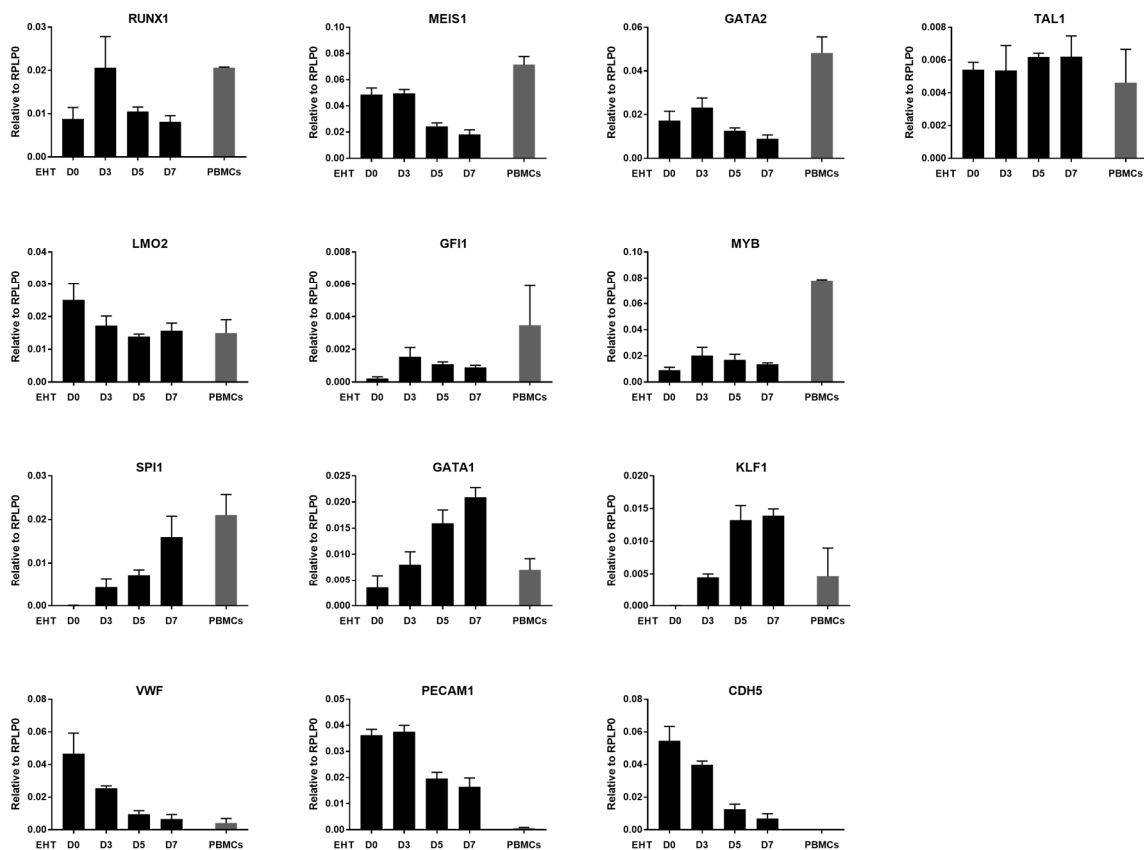 RUNX1
Relative to RPLP0
0.03
0.02
0.01
0.00
EHT D0 D3 D5 D7 PBMCs
MEIS1
Relative to RPLP0
0.10
0.08
0.06
0.04
0.02
0.00
EHT D0 D3 D5 D7 PBMCs
GATA2
Relative to RPLP0
0.06
0.04
0.02
0.00
EHT D0 D3 D5 D7 PBMCs
TAL1
Relative to RPLP0
0.008
0.006
0.004
0.002
0.000
EHT D0 D3 D5 D7 PBMCs
LMO2
Relative to RPLP0
0.04
0.03
0.02
0.01
0.00
EHT D0 D3 D5 D7 PBMCs
GFI1
Relative to RPLP0
0.008
0.006
0.004
0.002
0.000
EHT D0 D3 D5 D7 PBMCs
MYB
Relative to RPLP0
0.10
0.08
0.06
0.04
0.02
0.00
EHT D0 D3 D5 D7 PBMCs
SPI1
Relative to RPLP0
0.03
0.02
0.01
0.00
EHT D0 D3 D5 D7 PBMCs
GATA1
Relative to RPLP0
0.025
0.020
0.015
0.010
0.005
0.000
EHT D0 D3 D5 D7 PBMCs
KLF1
Relative to RPLP0
0.020
0.015
0.010
0.005
0.000
EHT D0 D3 D5 D7 PBMCs
VWF
Relative to RPLP0
0.08
0.06
0.04
0.02
0.00
EHT D0 D3 D5 D7 PBMCs
PECAM1
Relative to RPLP0
0.05
0.04
0.03
0.02
0.01
0.00
EHT D0 D3 D5 D7 PBMCs
CDH5
Relative to RPLP0
0.08
0.06
0.04
0.02
0.00
EHT D0 D3 D5 D7 PBMCs